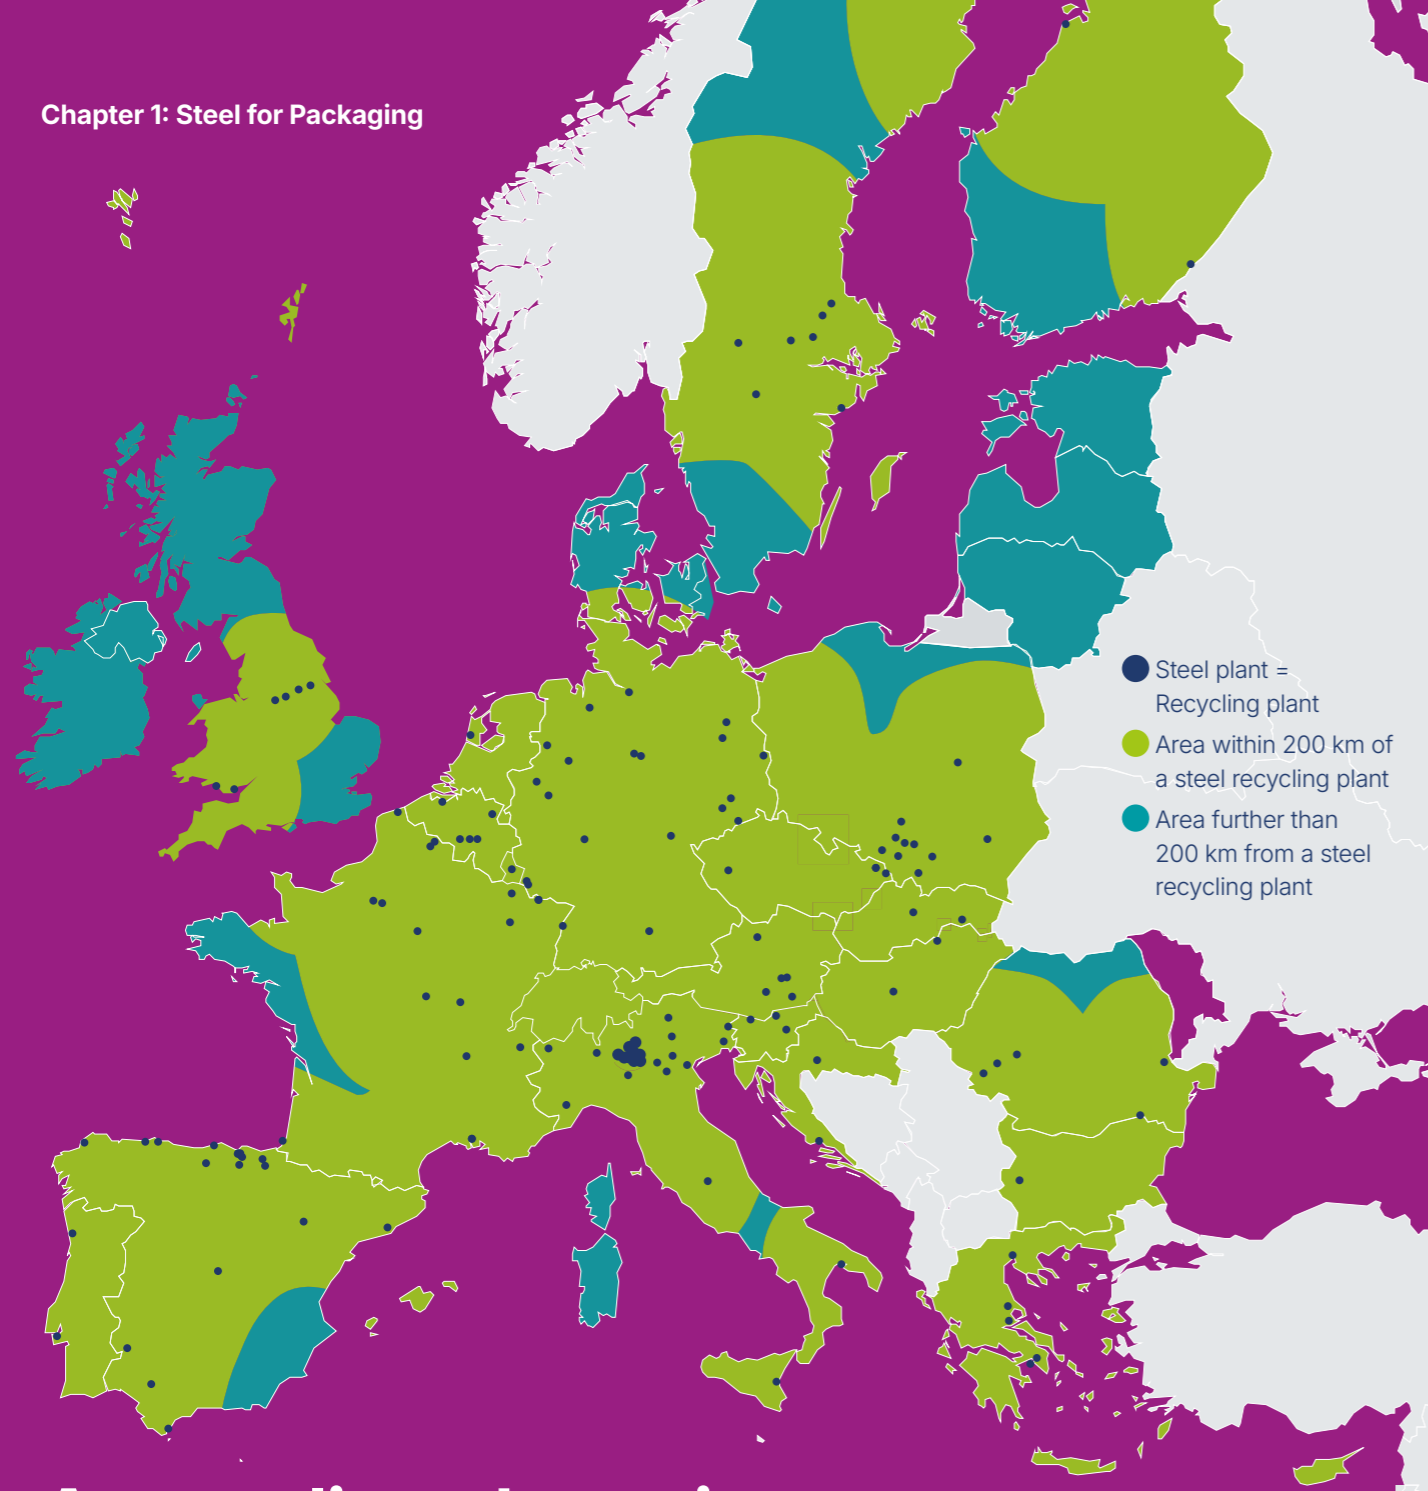 Chapter 1: Steel for Packaging
Steel plant =
Recycling plant
Area within 200 km of
a steel recycling plant
Area further than
200 km from a steel
recycling plant